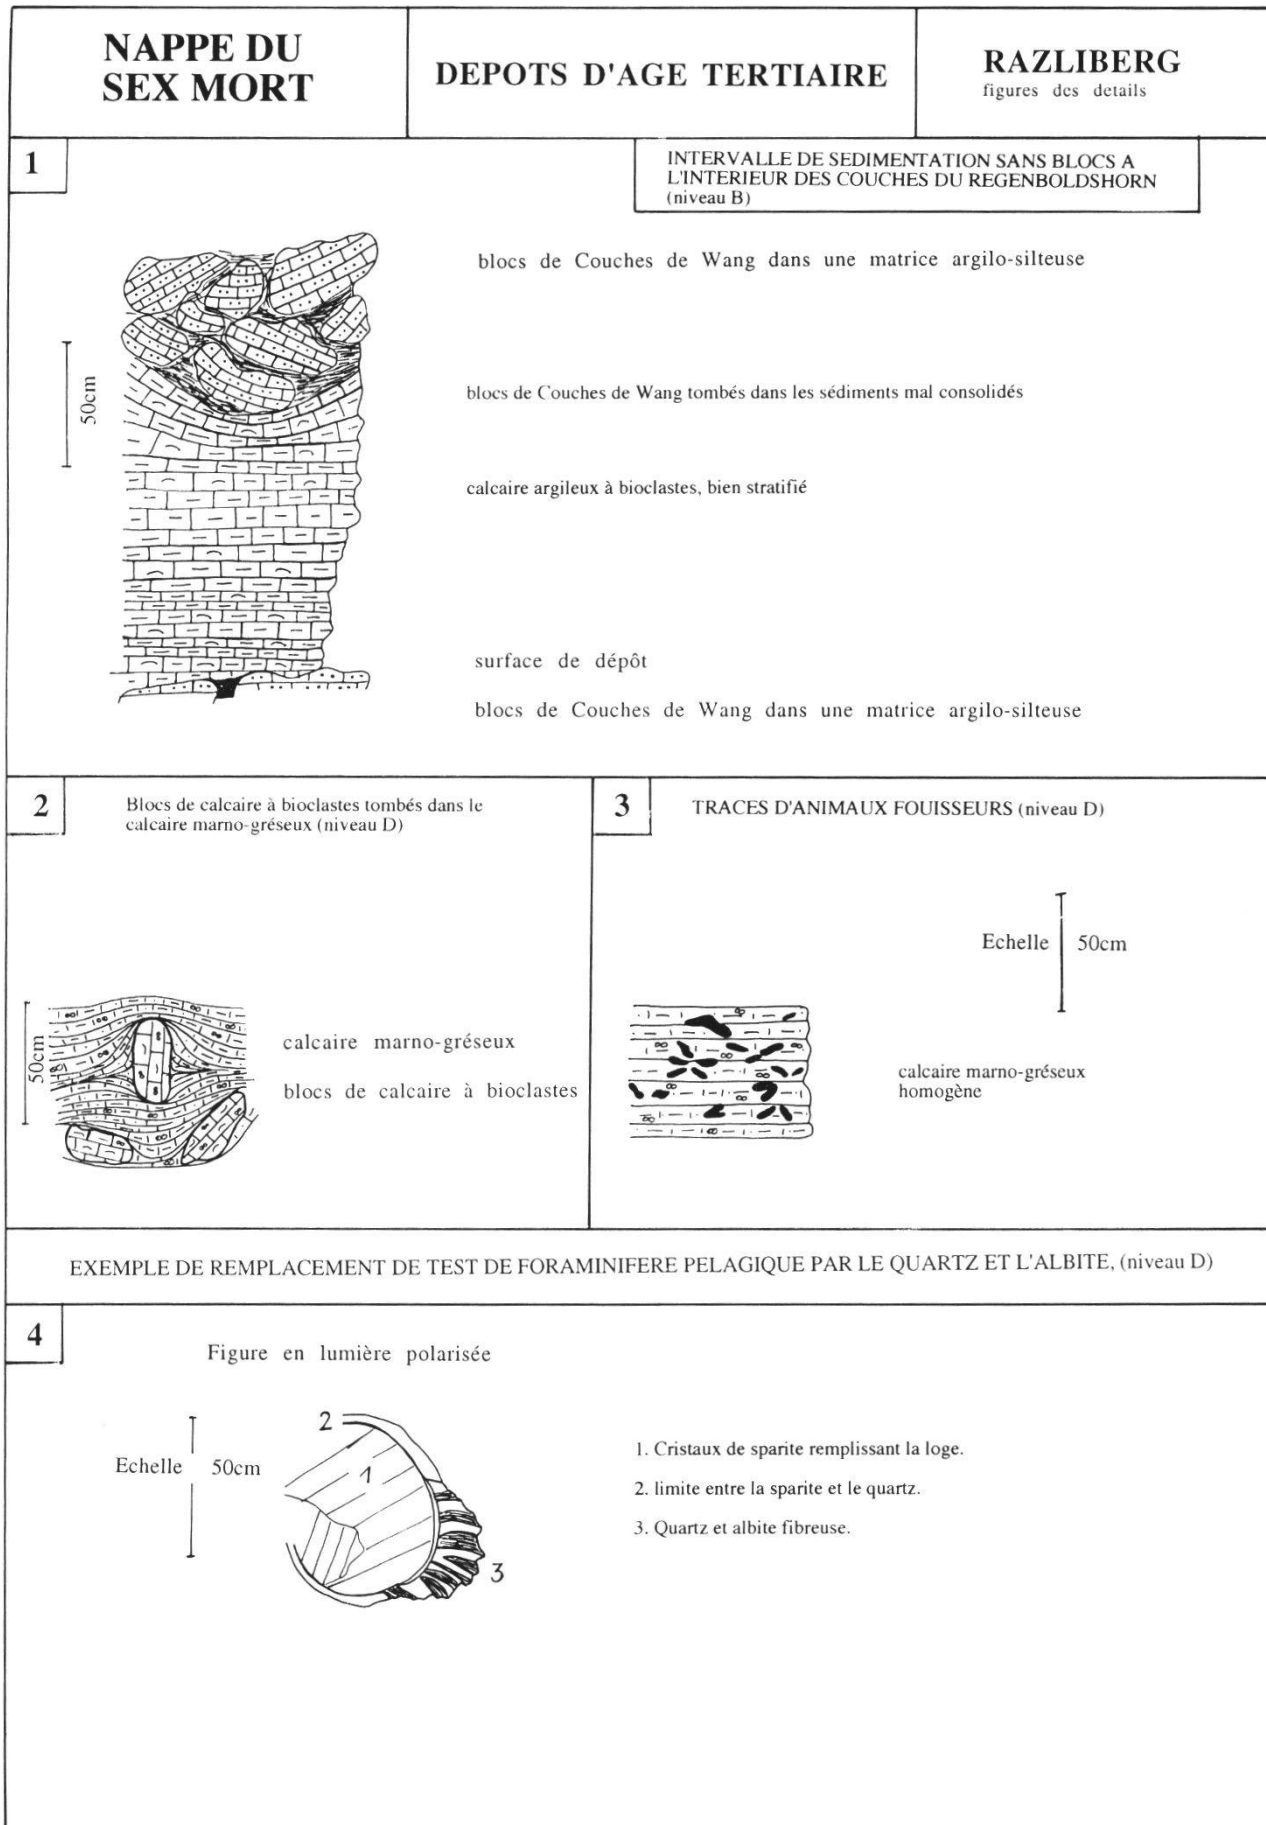 NAPPE DU
SEX MORT
DEPOTS D'AGE TERTIAIRE
RAZLIBERG
figures des details
1
INTERVALLE DE SEDIMENTATION SANS BLOCS A
L'INTERIEUR DES COUCHES DU REGENBOLDSHORN
(niveau B)
blocs de Couches de Wang dans une matrice argilo-silteuse
50cm
blocs de Couches de Wang tombés dans les sédiments mal consolidés
calcaire argileux à bioclastes, bien stratifié
surface de dépôt
blocs de Couches de Wang dans une matrice argilo-silteuse
2
Blocs de calcaire à bioclastes tombés dans le
calcaire marno-gréseux (niveau D)
50cm
calcaire marno-gréseux
blocs de calcaire à bioclastes
3
TRACES D'ANIMAUX FOUISSEURS (niveau D)
Echelle 50cm
calcaire marno-gréseux
homogène
EXEMPLE DE REMPLACEMENT DE TEST DE FORAMINIFERE PELAGIQUE PAR LE QUARTZ ET L'ALBITE, (niveau D)
4
Figure en lumière polarisée
Echelle 50cm
2
1
3
1. Cristaux de sparite remplissant la loge.
2. limite entre la sparite et le quartz.
3. Quartz et albite fibreuse.